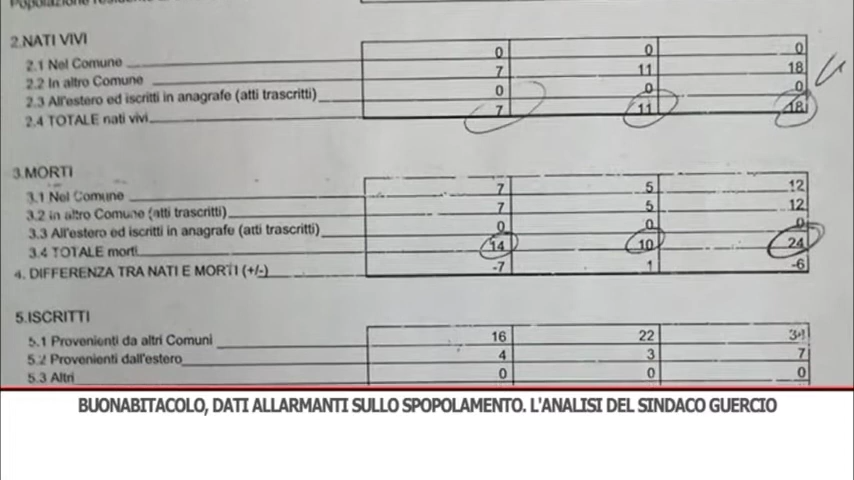 Popolazione
2.NATI VIVI
2.1 Nel Comune 0 0 0
2.2 In altro Comune 7 11 18
2.3 All'estero ed iscritti in anagrafe (atti trascritti) 0 0 0
2.4 TOTALE nati vivi 7 11 18
3.MORTI
3.1 Nel Comune 7 5 12
3.2 in altro Comune (atti trascritti) 7 5 12
3.3 All'estero ed iscritti in anagrafe (atti trascritti) 0 0 0
3.4 TOTALE morti 14 10 24
4. DIFFERENZA TRA NATI E MORTI (+/-) -7 1 -6
5.ISCRITTI
5.1 Provenienti da altri Comuni 16 22
5.2 Provenienti dall'estero 4 3 7
5.3 Altri 0 0 0
BUONABITACOLO, DATI ALLARMANTI SULLO SPOPOLAMENTO. L'ANALISI DEL SINDACO GUERCIO